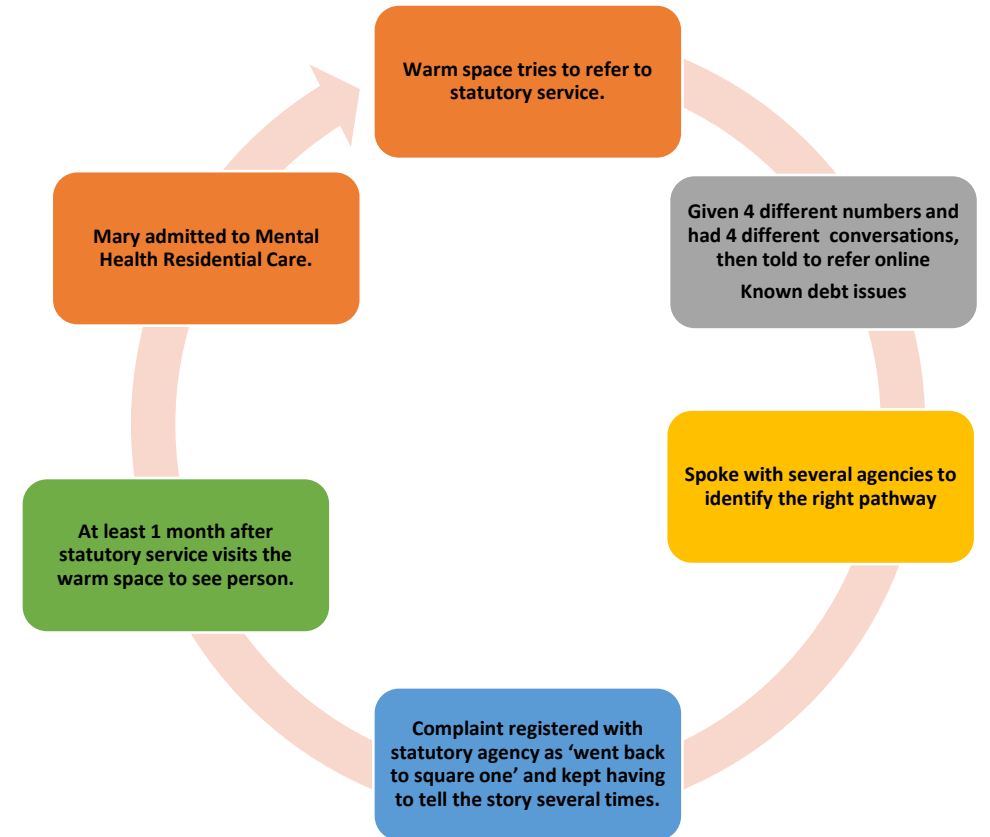 Warm space tries to refer to
statutory service.
Given 4 different numbers and
had 4 different conversations,
then told to refer online
Known debt issues
Spoke with several agencies to
identify the right pathway
Complaint registered with
statutory agency as ‘went back
to square one’ and kept having
to tell the story several times.
At least 1 month after
statutory service visits the
warm space to see person.
Mary admitted to Mental
Health Residential Care.